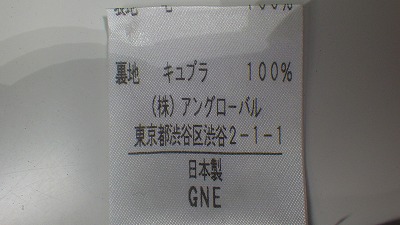 裏地 キュプラ 100%
(株)アングローバル
東京都渋谷区渋谷2-1-1
日本製
GNE